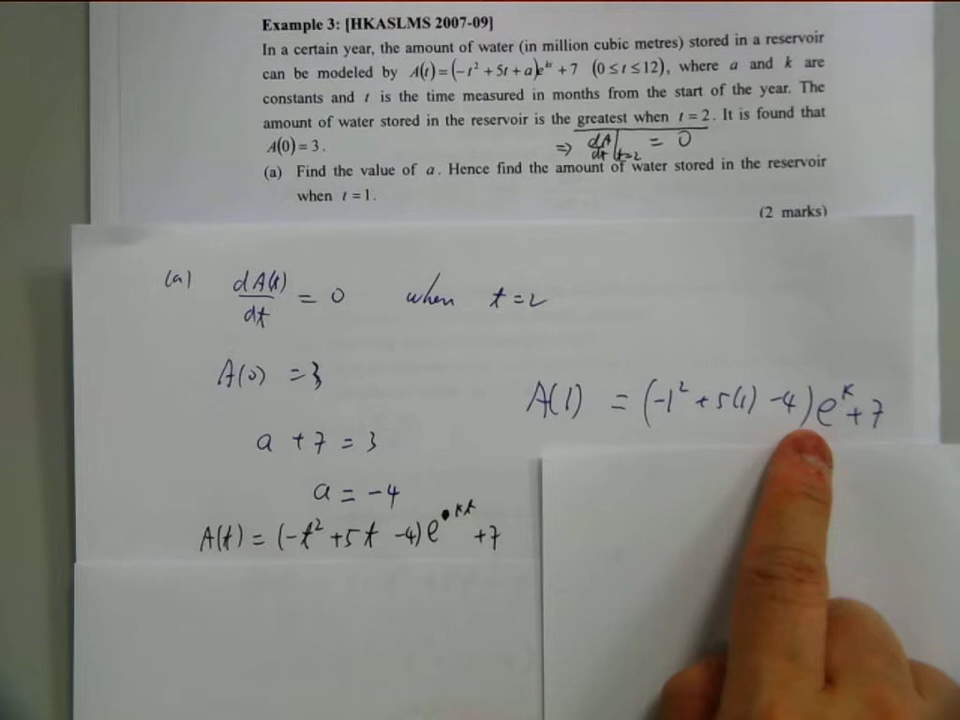 Example 3: [HKASLMS 2007-09]
In a certain year, the amount of water (in million cubic metres) stored in a reservoir
can be modeled by A(t)=(-t² + 5t + a)e^{kt} + 7 (0 ≤ t ≤ 12), where a and k are
constants and t is the time measured in months from the start of the year. The
amount of water stored in the reservoir is the greatest when t = 2. It is found that
A(0) = 3.
⇒ dA/dt|t=2 = 0
(a) Find the value of a. Hence find the amount of water stored in the reservoir
when t = 1.
(2 marks)
(a) dA(t)/dt = 0 when t=2
A(0) = 3
a + 7 = 3
a = -4
A(t) = (-t² + 5t - 4)e^{kt} + 7
A(1) = (-1² + 5(1) - 4)e^k + 7